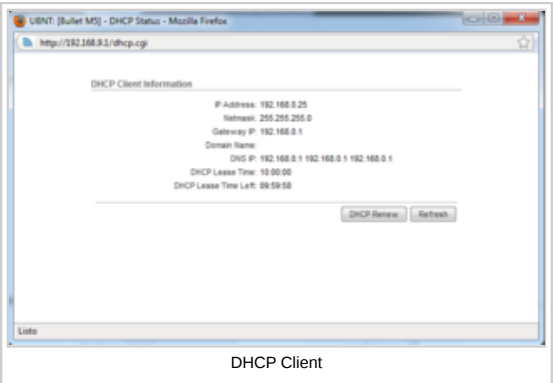 UBNT: [Bullet M5] - DHCP Status - Mozilla Firefox
http://192.168.9.1/dhcp.cgi
DHCP Client Information
IP Address: 192.168.0.25
Netmask: 255.255.255.0
Gateway IP: 192.168.0.1
Domain Name:
DNS IP: 192.168.0.1 192.168.0.1 192.168.0.1
DHCP Lease Time: 10:00:00
DHCP Lease Time Left: 09:59:58
DHCP Renew Refresh
Listo
DHCP Client